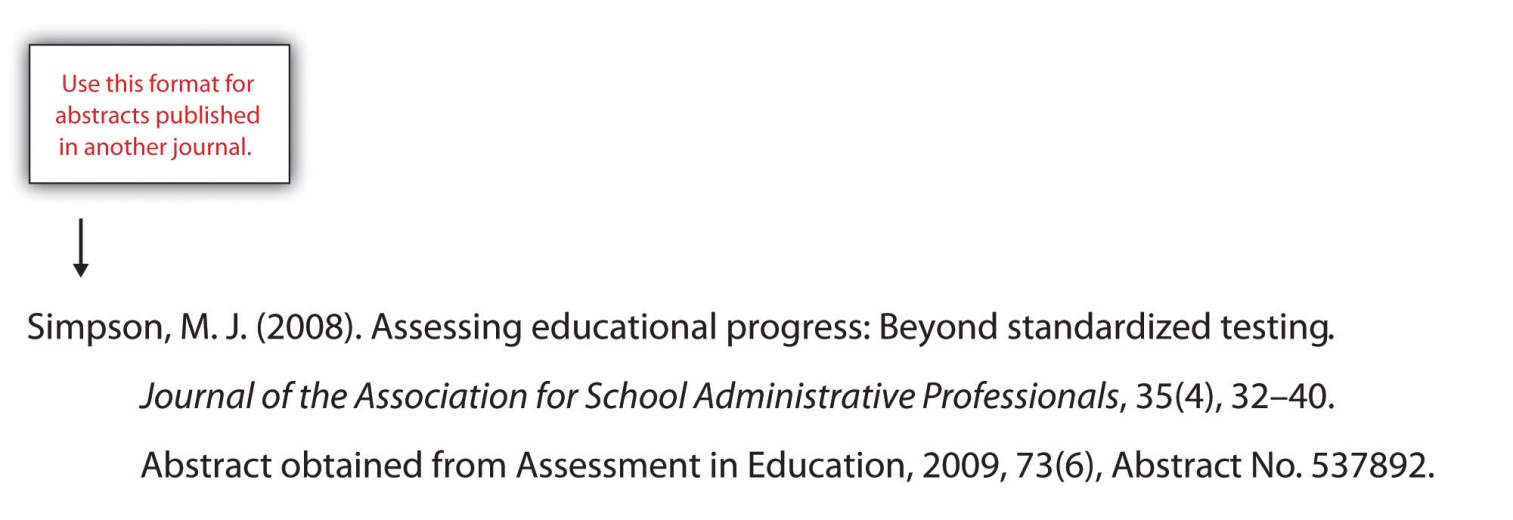 Use this format for
abstracts published
in another journal.
Simpson, M. J. (2008). Assessing educational progress: Beyond standardized testing.
Journal of the Association for School Administrative Professionals, 35(4), 32–40.
Abstract obtained from Assessment in Education, 2009, 73(6), Abstract No. 537892.